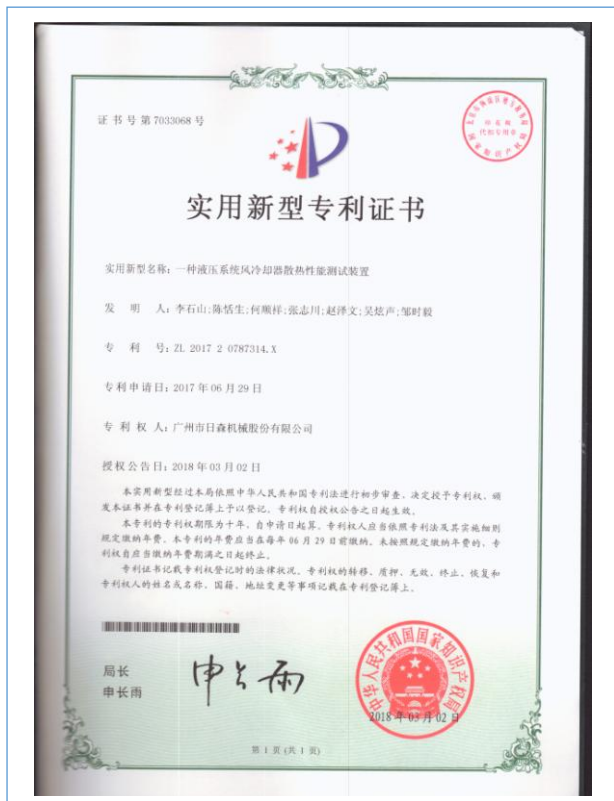 证书号第7033068号
印花税
代扣专用章
实用新型专利证书
实用新型名称：一种液压系统风冷却器散热性能测试装置
发 明 人：李石山;陈恬生;何顺样;张志川;赵泽文;吴炫声;邹时毅
专 利 号：ZL 2017 2 0787314.X
专利申请日：2017年06月29日
专 利 权 人：广州市日森机械股份有限公司
授权公告日：2018年03月02日
本实用新型经过本局依照中华人民共和国专利法进行初步审查，决定授予专利权，颁
发本证书并在专利登记簿上予以登记。专利权自授权公告之日起生效。
本专利的专利权期限为十年，自申请日起算。专利权人应当依照专利法及其实施细则
规定缴纳年费。本专利的年费应当在每年06月29日前缴纳。未按照规定缴纳年费的，专
利权自应当缴纳年费期满之日起终止。
专利证书记载专利权登记时的法律状况。专利权的转移、质押、无效、终止、恢复和
专利权人的姓名或名称、国籍、地址变更等事项记载在专利登记簿上。
局长
申长雨
申长雨
中华人民共和国国家知识产权局
2018年03月02日
第1页(共1页)